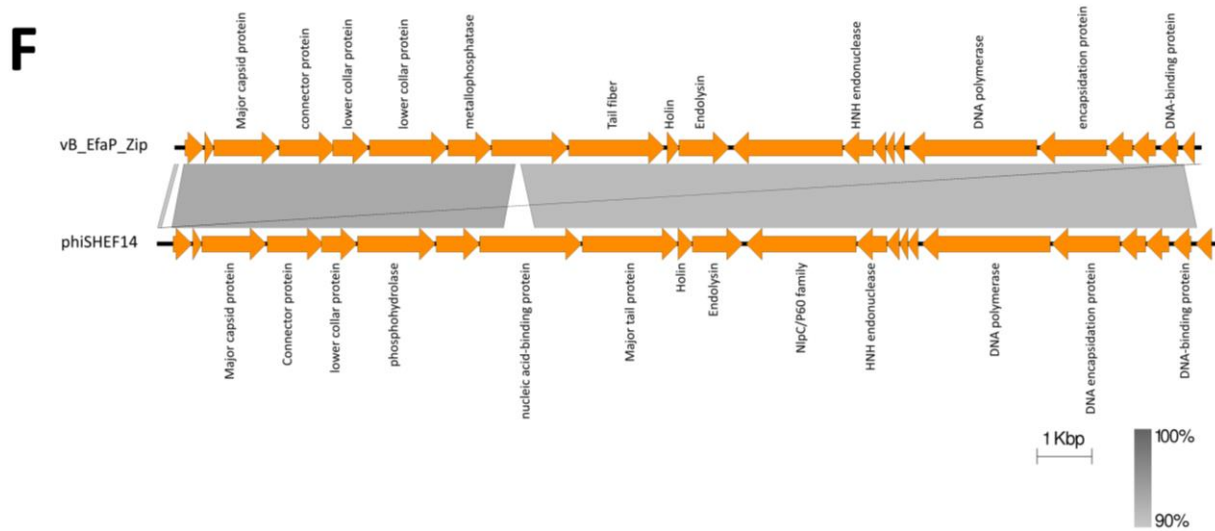 F
Major capsid protein
connector protein
lower collar protein
lower collar protein
metallophosphatase
Tail fiber
Holin
Endolysin
HNH endonuclease
DNA polymerase
encapsidation protein
DNA-binding protein
vB_EfaP_Zip
phiSHEF14
Major capsid protein
Connector protein
lower collar protein
phosphohydrolase
nucleic acid-binding protein
Major tail protein
Holin
Endolysin
NlpC/P60 family
HNH endonuclease
DNA polymerase
DNA encapsidation protein
DNA-binding protein
1 Kbp
100%
90%